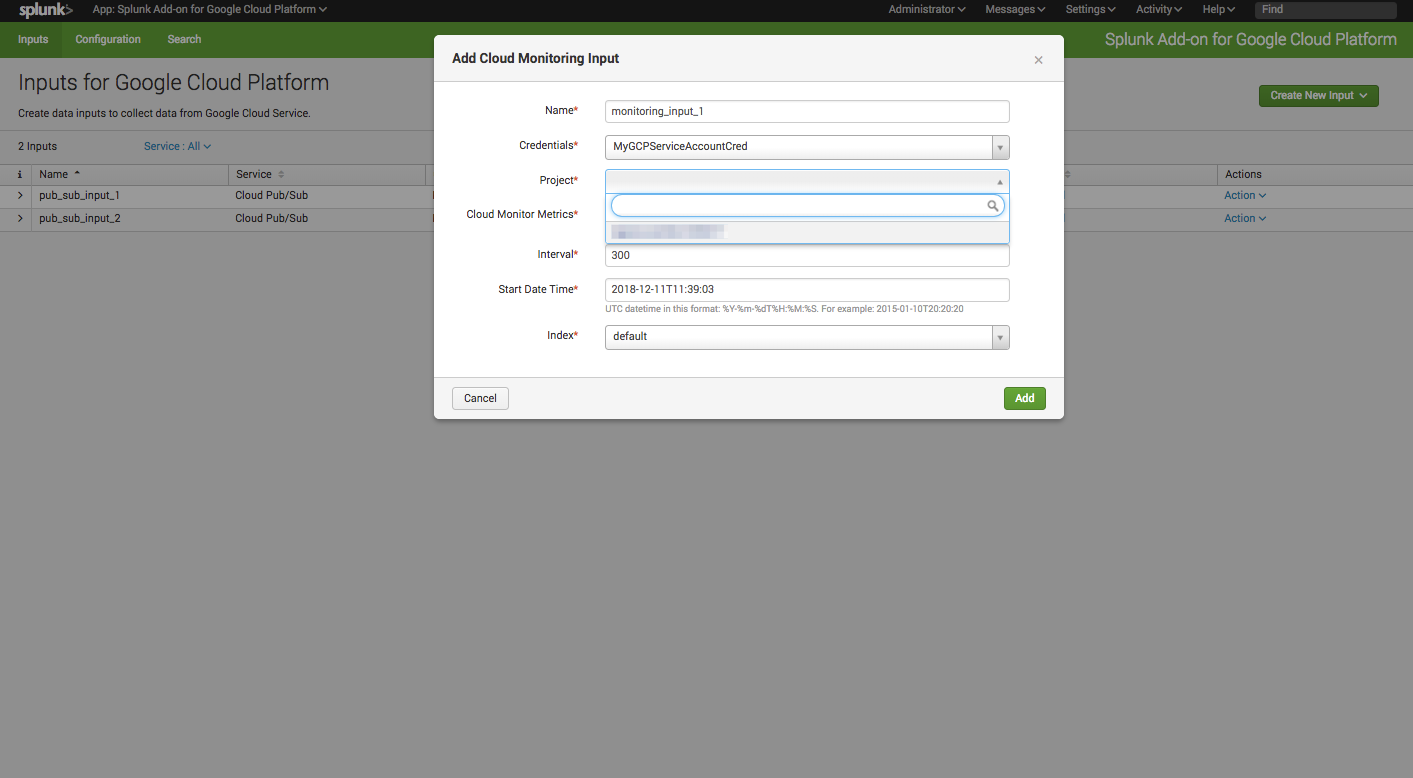 splunk> App: Splunk Add-on for Google Cloud Platform Administrator Messages Settings Activity Help Find
Inputs Configuration Search Splunk Add-on for Google Cloud Platform
Inputs for Google Cloud Platform
Create data inputs to collect data from Google Cloud Service.
Create New Input
2 Inputs Service : All
i Name Service Actions
pub_sub_input_1 Cloud Pub/Sub Action
pub_sub_input_2 Cloud Pub/Sub Action
Add Cloud Monitoring Input ×
Name* monitoring_input_1
Credentials* MyGCPServiceAccountCred
Project*
Cloud Monitor Metrics*
Interval* 300
Start Date Time* 2018-12-11T11:39:03
UTC datetime in this format: %Y-%m-%dT%H:%M:%S. For example: 2015-01-10T20:20:20
Index* default
Cancel Add